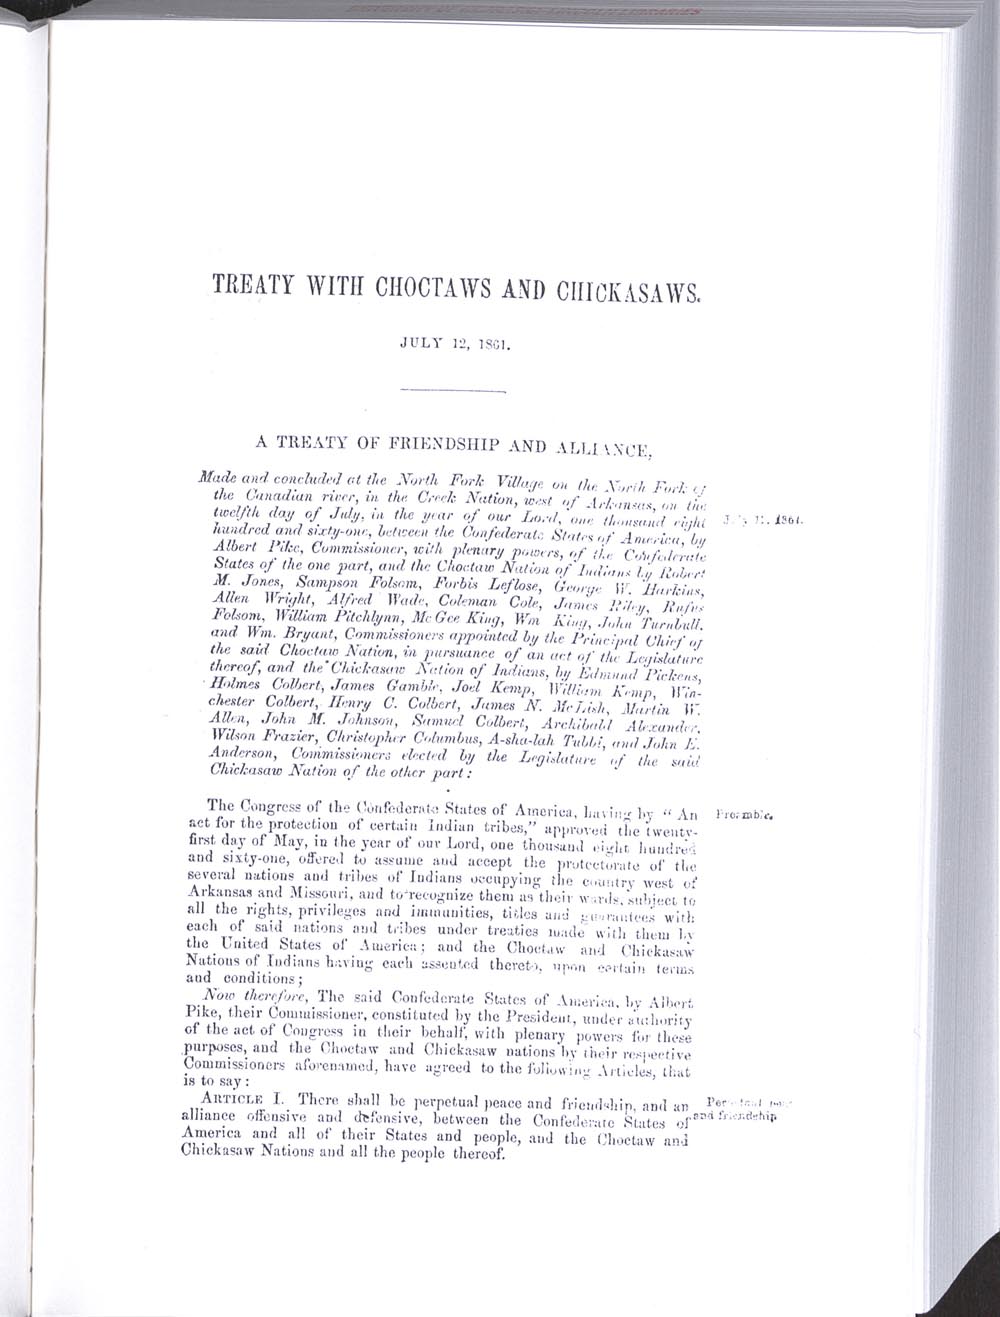 TREATY WITH CHOCTAWS AND CHICKASAWS.
JULY 12, 1861.
A TREATY OF FRIENDSHIP AND ALLIANCE,
Made and concluded at the North Fork Village on the North Fork of
the Canadian river, in the Creek Nation, west of Arkansas, on the
twelfth day of July, in the year of our Lord, one thousand eight
July 12. 1861.
hundred and sixty-one, between the Confederate States of America, by
Albert Pike, Commissioner, with plenary powers, of the Confederate
States of the one part, and the Choctaw Nation of Indians by Robert
M. Jones, Sampson Folsom, Forbis Leflose, George W. Harkins,
Allen Wright, Alfred Wade, Coleman Cole, James Riley, Rufus
Folsom, William Pitchlynn, McGee King, Wm King, John Turnbull,
and Wm. Bryant, Commissioners appointed by the Principal Chief of
the said Choctaw Nation, in pursuance of an act of the Legislature
thereof, and the Chickasaw Nation of Indians, by Edmund Pickens,
Holmes Colbert, James Gamble, Joel Kemp, William Kemp, Win-
chester Colbert, Henry C. Colbert, James N. McLish, Martin W.
Allen, John M. Johnson, Samuel Colbert, Archibald Alexander,
Wilson Frazier, Christopher Columbus, A-sha-lah Tubbi, and John E.
Anderson, Commissioners elected by the Legislature of the said
Chickasaw Nation of the other part:
The Congress of the Confederate States of America, having by “ An
Preamble.
act for the protection of certain Indian tribes,” approved the twenty-
first day of May, in the year of our Lord, one thousand eight hundred
and sixty-one, offered to assume and accept the protectorate of the
several nations and tribes of Indians occupying the country west of
Arkansas and Missouri, and to recognize them as their wards, subject to
all the rights, privileges and immunities, titles and guarantees with
each of said nations and tribes under treaties made with them by
the United States of America; and the Choctaw and Chickasaw
Nations of Indians having each assented thereto, upon certain terms
and conditions;
Now therefore, The said Confederate States of America, by Albert
Pike, their Commissioner, constituted by the President, under authority
of the act of Congress in their behalf, with plenary powers for these
purposes, and the Choctaw and Chickasaw nations by their respective
Commissioners aforenamed, have agreed to the following Articles, that
is to say:
ARTICLE I. There shall be perpetual peace and friendship, and an
alliance offensive and defensive, between the Confederate States of
and friendship
America and all of their States and people, and the Choctaw and
Chickasaw Nations and all the people thereof.